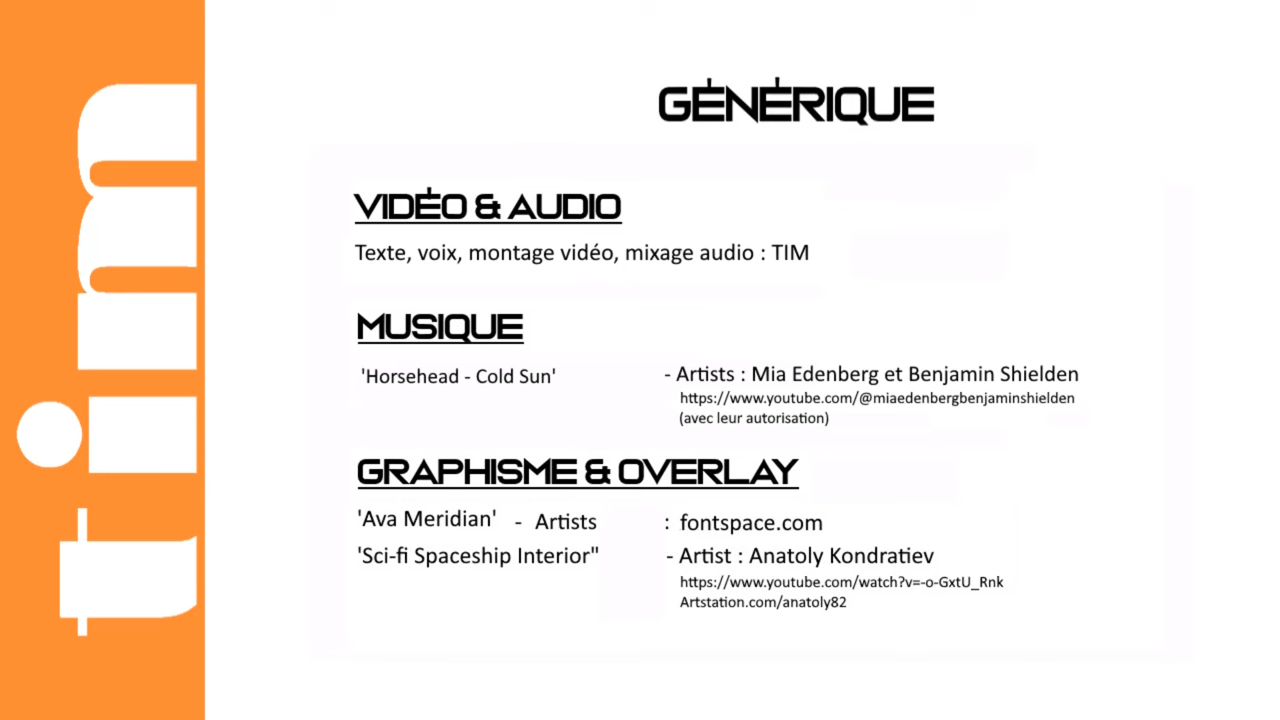 tim
GÉNÉRIQUE
VIDÉO & AUDIO
Texte, voix, montage vidéo, mixage audio : TIM
MUSIQUE
'Horsehead - Cold Sun' - Artists : Mia Edenberg et Benjamin Shielden
https://www.youtube.com/@miaedenbergbenjaminshielden
(avec leur autorisation)
GRAPHISME & OVERLAY
'Ava Meridian' - Artists : fontspace.com
'Sci-fi Spaceship Interior" - Artist : Anatoly Kondratiev
https://www.youtube.com/watch?v=-o-GxtU_Rnk
Artstation.com/anatoly82